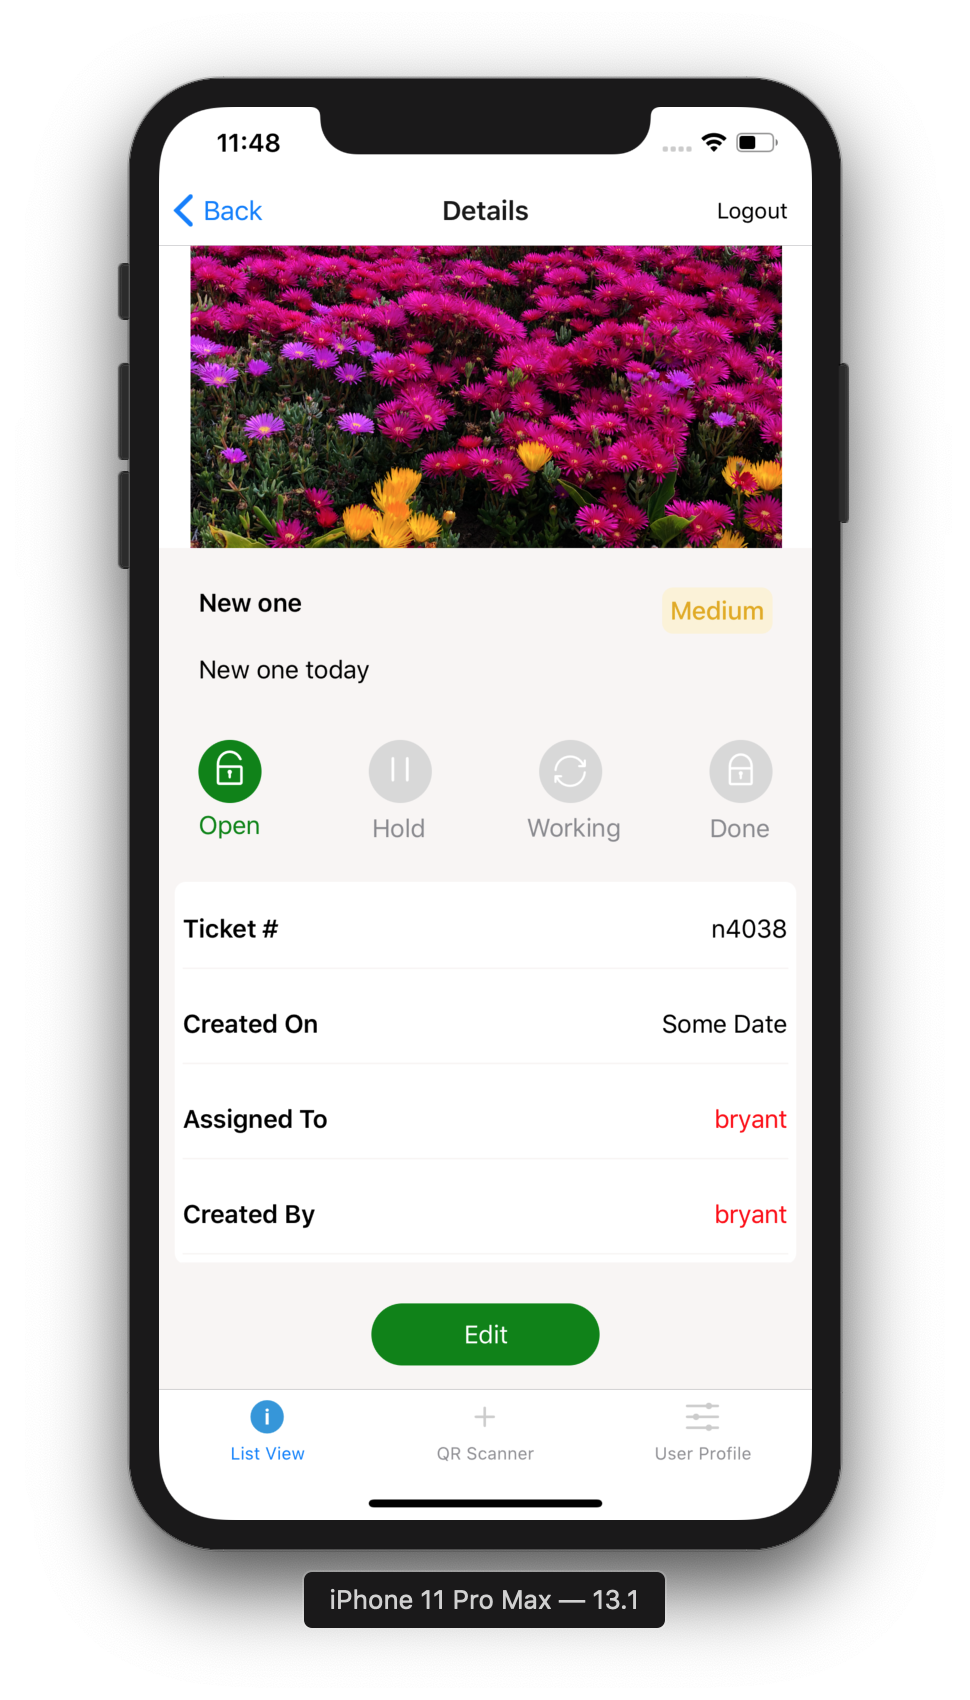 11:48
Back Details Logout
New one Medium
New one today
Open Hold Working Done
Ticket # n4038
Created On Some Date
Assigned To bryant
Created By bryant
Edit
List View QR Scanner User Profile
iPhone 11 Pro Max — 13.1